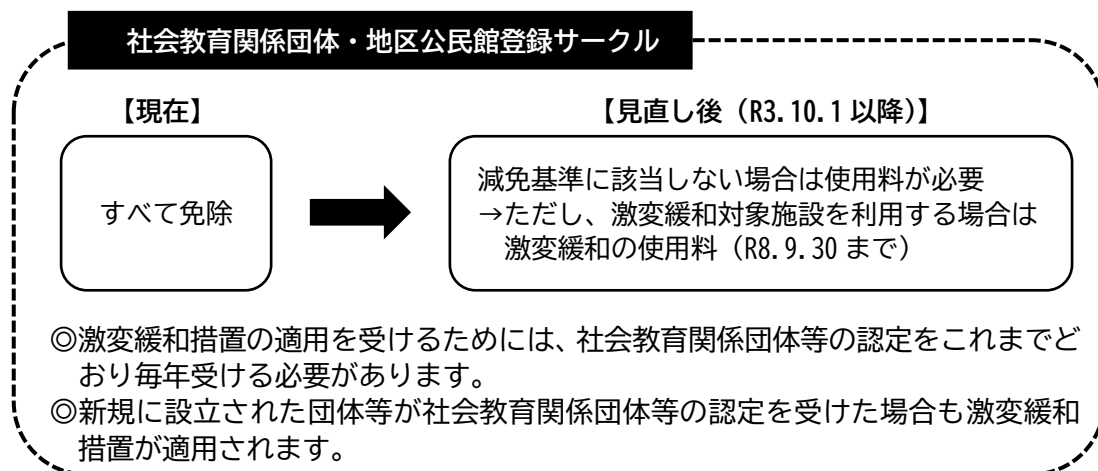 社会教育関係団体・地区公民館登録サークル
【現在】
【見直し後（R3.10.1以降）】
すべて免除
減免基準に該当しない場合は使用料が必要
→ただし、激変緩和対象施設を利用する場合は
激変緩和の使用料（R8.9.30まで）
◎激変緩和措置の適用を受けるためには、社会教育関係団体等の認定をこれまでど
おり毎年受ける必要があります。
◎新規に設立された団体等が社会教育関係団体等の認定を受けた場合も激変緩和
措置が適用されます。